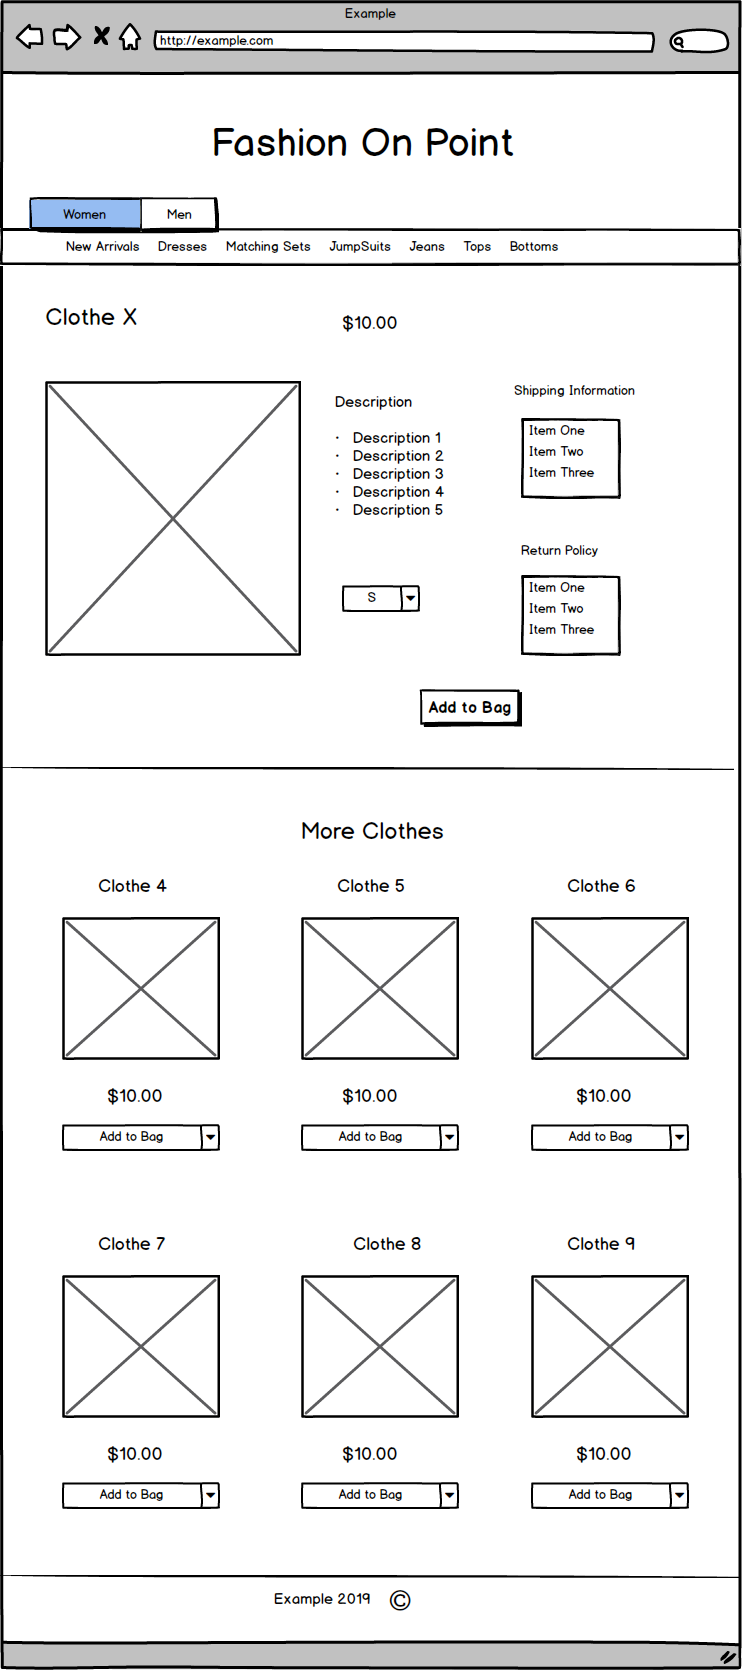 Example
http://example.com
Fashion On Point
Women Men
New Arrivals Dresses Matching Sets JumpSuits Jeans Tops Bottoms
Clothe X
$10.00
Description
· Description 1
· Description 2
· Description 3
· Description 4
· Description 5
S
Shipping Information
Item One
Item Two
Item Three
Return Policy
Item One
Item Two
Item Three
Add to Bag
More Clothes
Clothe 4 Clothe 5 Clothe 6
$10.00 $10.00 $10.00
Add to Bag Add to Bag Add to Bag
Clothe 7 Clothe 8 Clothe 9
$10.00 $10.00 $10.00
Add to Bag Add to Bag Add to Bag
Example 2019 ©